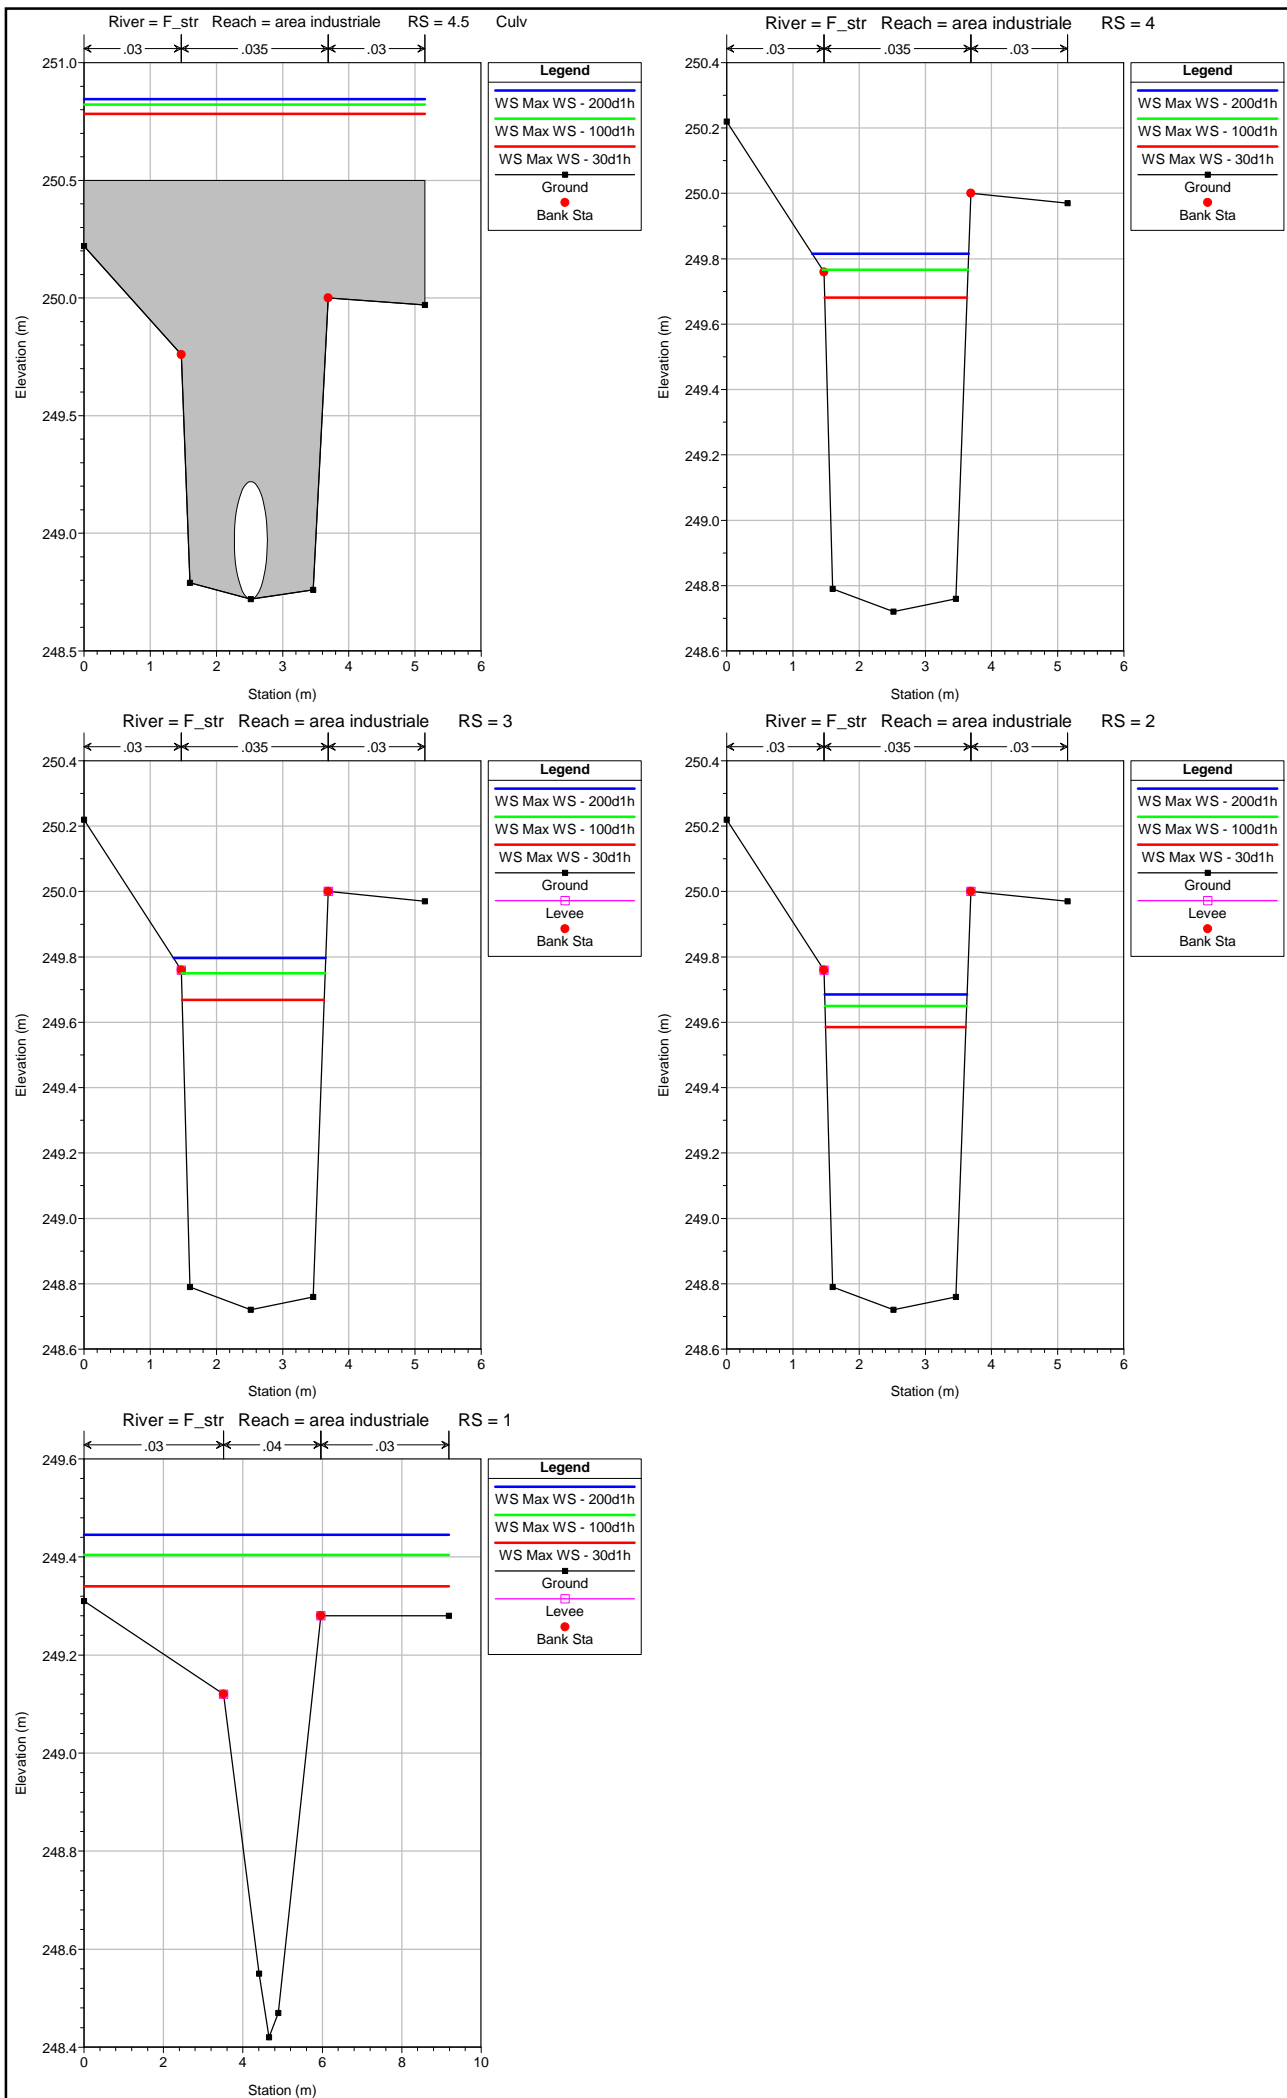 River = F_str Reach = area industriale RS = 4.5 Culv
.03 .035 .03
251.0
250.5
250.0
249.5
249.0
248.5
Elevation (m)
0 1 2 3 4 5 6
Station (m)
Legend
WS Max WS - 200d1h
WS Max WS - 100d1h
WS Max WS - 30d1h
Ground
Bank Sta
River = F_str Reach = area industriale RS = 4
.03 .035 .03
250.4
250.2
250.0
249.8
249.6
249.4
249.2
249.0
248.8
248.6
Elevation (m)
0 1 2 3 4 5 6
Station (m)
Legend
WS Max WS - 200d1h
WS Max WS - 100d1h
WS Max WS - 30d1h
Ground
Bank Sta
River = F_str Reach = area industriale RS = 3
.03 .035 .03
250.4
250.2
250.0
249.8
249.6
249.4
249.2
249.0
248.8
248.6
Elevation (m)
0 1 2 3 4 5 6
Station (m)
Legend
WS Max WS - 200d1h
WS Max WS - 100d1h
WS Max WS - 30d1h
Ground
Levee
Bank Sta
River = F_str Reach = area industriale RS = 2
.03 .035 .03
250.4
250.2
250.0
249.8
249.6
249.4
249.2
249.0
248.8
248.6
Elevation (m)
0 1 2 3 4 5 6
Station (m)
Legend
WS Max WS - 200d1h
WS Max WS - 100d1h
WS Max WS - 30d1h
Ground
Levee
Bank Sta
River = F_str Reach = area industriale RS = 1
.03 .04 .03
249.6
249.4
249.2
249.0
248.8
248.6
248.4
Elevation (m)
0 2 4 6 8 10
Station (m)
Legend
WS Max WS - 200d1h
WS Max WS - 100d1h
WS Max WS - 30d1h
Ground
Levee
Bank Sta